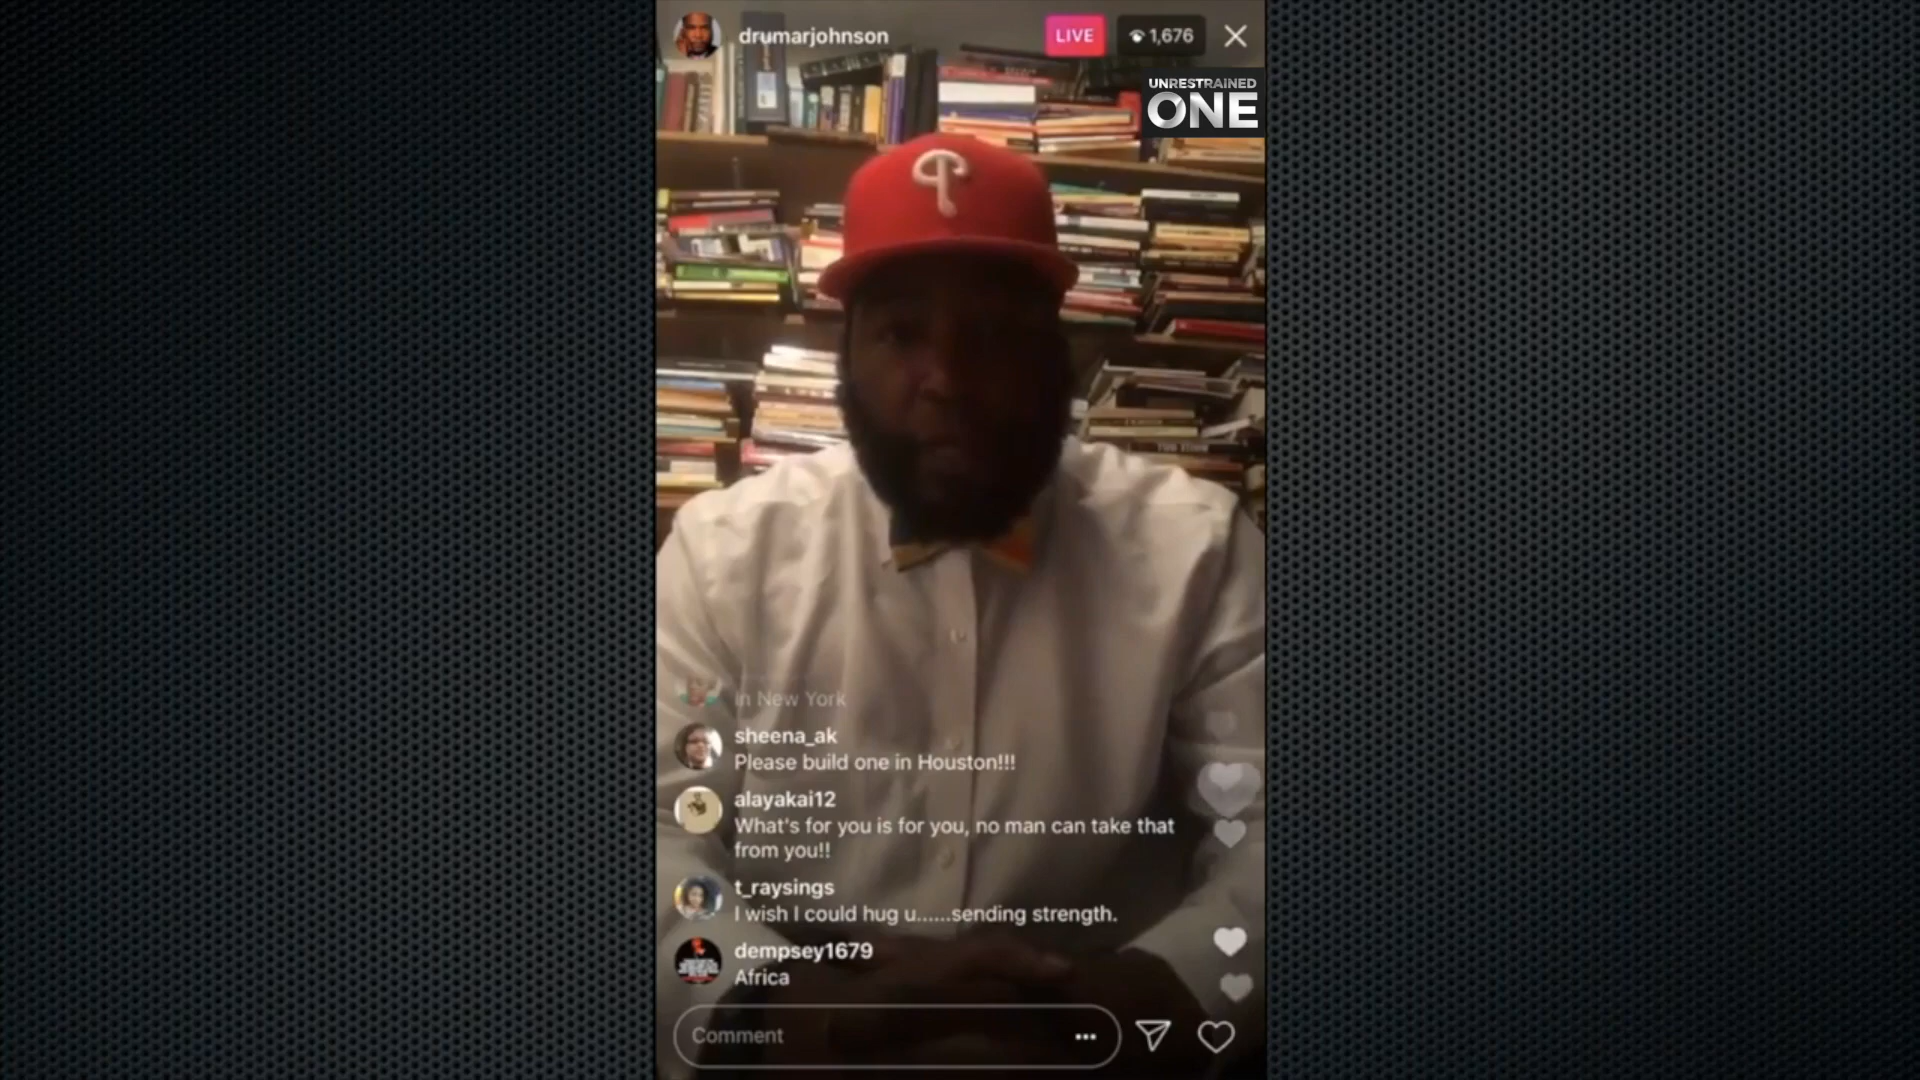 drumarjohnson
LIVE
1,676
UNRESTRAINED
ONE
in New York
sheena_ak
Please build one in Houston!!!
alayakai12
What's for you is for you, no man can take that
from you!!
t_raysings
I wish I could hug u......sending strength.
dempsey1679
Africa
Comment